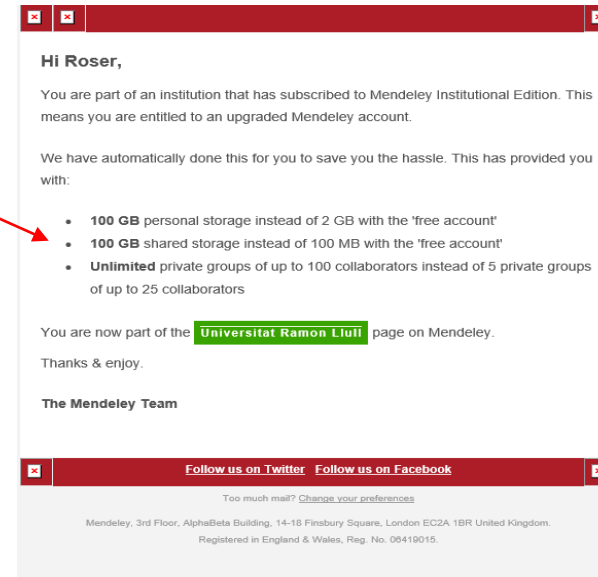 Hi Roser,
You are part of an institution that has subscribed to Mendeley Institutional Edition. This
means you are entitled to an upgraded Mendeley account.
We have automatically done this for you to save you the hassle. This has provided you
with:
• 100 GB personal storage instead of 2 GB with the 'free account'
• 100 GB shared storage instead of 100 MB with the 'free account'
• Unlimited private groups of up to 100 collaborators instead of 5 private groups
of up to 25 collaborators
You are now part of the Universitat Ramon Llull page on Mendeley.
Thanks & enjoy.
The Mendeley Team
Follow us on Twitter Follow us on Facebook
Too much mail? Change your preferences
Mendeley, 3rd Floor, AlphaBeta Building, 14-18 Finsbury Square, London EC2A 1BR United Kingdom.
Registered in England & Wales, Reg. No. 06419015.